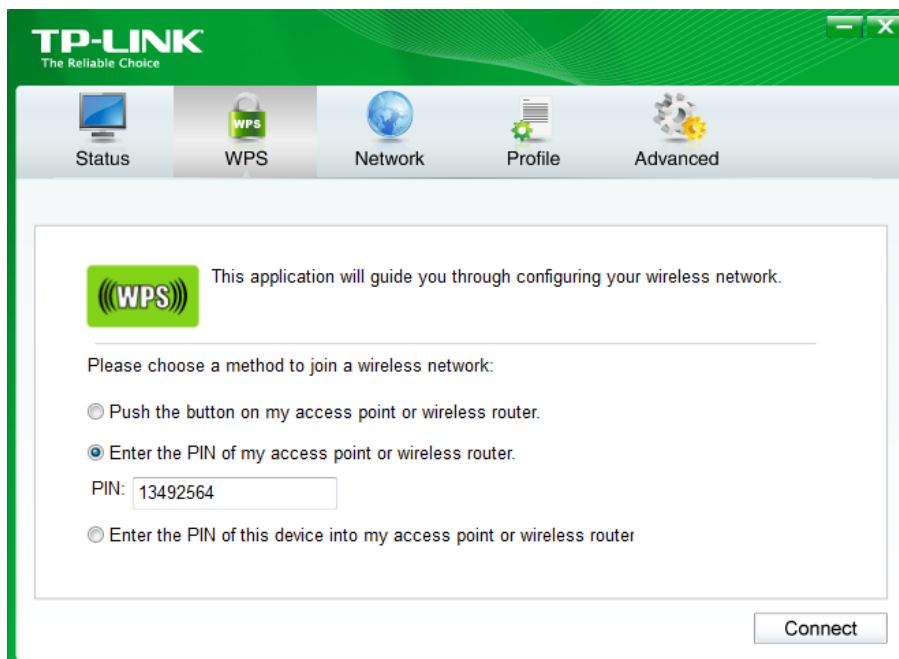 TP-LINK
The Reliable Choice
WPS
Status
WPS
Network
Profile
Advanced
WPS
This application will guide you through configuring your wireless network.
Please choose a method to join a wireless network:
Push the button on my access point or wireless router.
Enter the PIN of my access point or wireless router.
PIN: 13492564
Enter the PIN of this device into my access point or wireless router
Connect